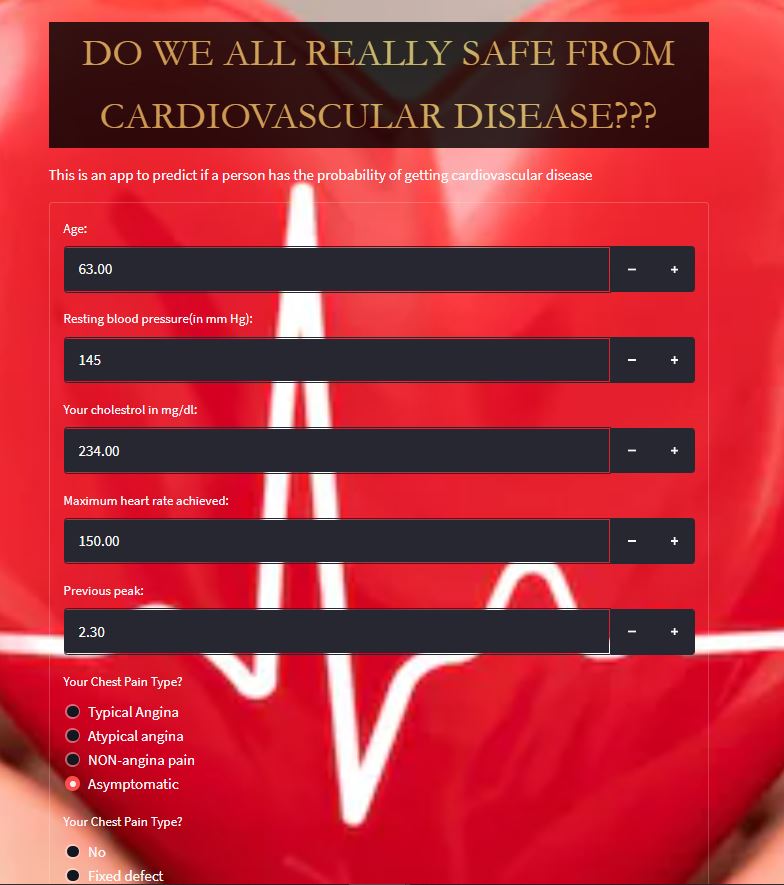 DO WE ALL REALLY SAFE FROM
CARDIOVASCULAR DISEASE???
This is an app to predict if a person has the probability of getting cardiovascular disease
Age:
63.00
Resting blood pressure(in mm Hg):
145
Your cholestrol in mg/dl:
234.00
Maximum heart rate achieved:
150.00
Previous peak:
2.30
Your Chest Pain Type?
Typical Angina
Atypical angina
NON-angina pain
Asymptomatic
Your Chest Pain Type?
No
Fixed defect